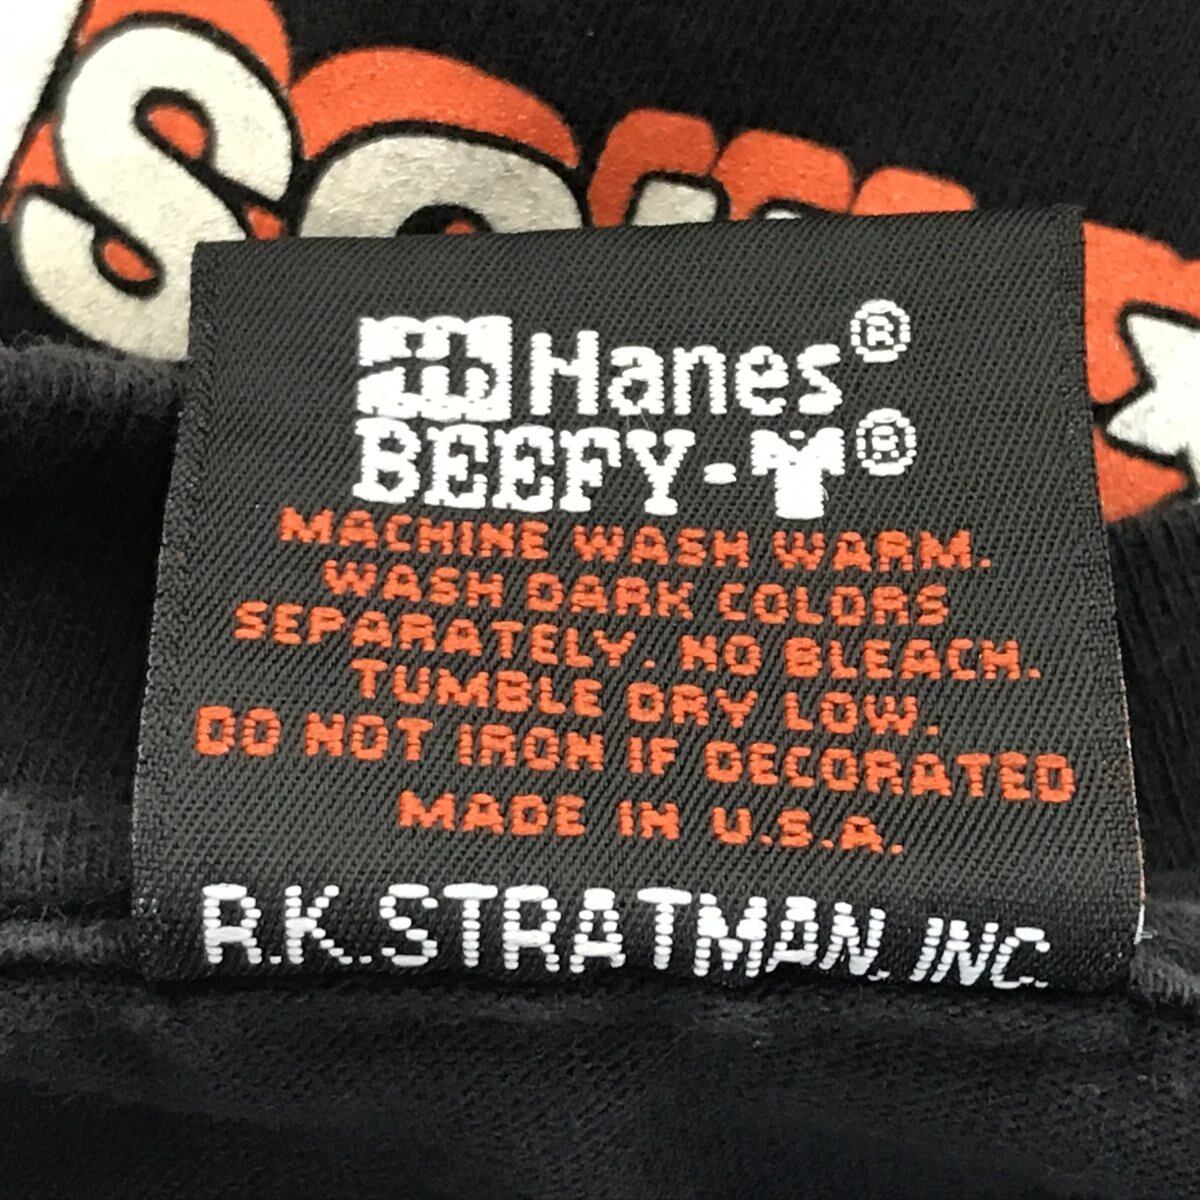 Hanes®
BEEFY-T®
MACHINE WASH WARM.
WASH DARK COLORS
SEPARATELY. NO BLEACH.
TUMBLE DRY LOW.
DO NOT IRON IF DECORATED
MADE IN U.S.A.
R.K.STRATMAN, INC.